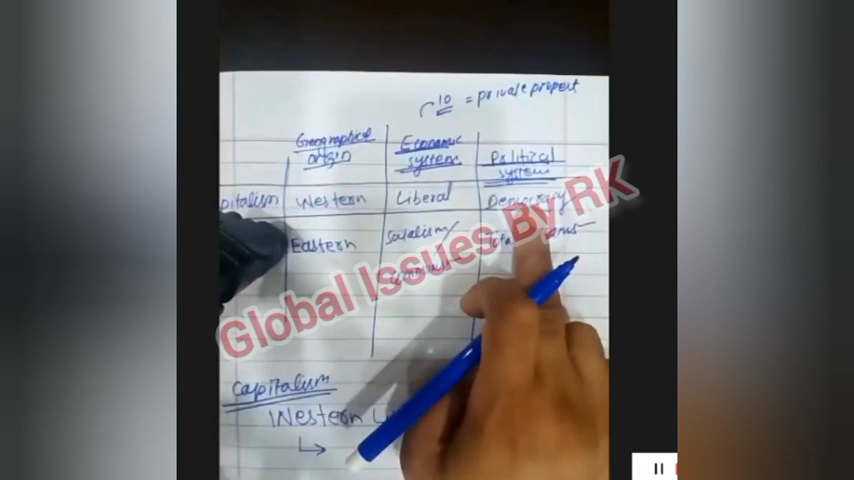 10 = private propert
Geographical
origin
Economic
system
Political
system
pitalism Western Liberal Democracy
Eastern Socialism
Capitalism
Western
Global Issues By RK